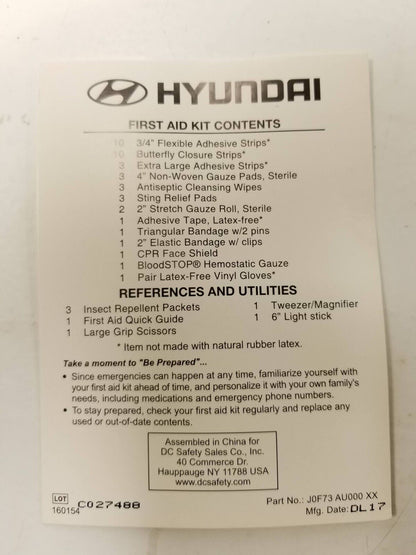 HYUNDAI
FIRST AID KIT CONTENTS
10 3/4" Flexible Adhesive Strips*
10 Butterfly Closure Strips*
3 Extra Large Adhesive Strips*
3 4" Non-Woven Gauze Pads, Sterile
3 Antiseptic Cleansing Wipes
3 Sting Relief Pads
2 2" Stretch Gauze Roll, Sterile
1 Adhesive Tape, Latex-free*
1 Triangular Bandage w/2 pins
1 2" Elastic Bandage w/ clips
1 CPR Face Shield
1 BloodSTOP® Hemostatic Gauze
1 Pair Latex-Free Vinyl Gloves*
REFERENCES AND UTILITIES
3 Insect Repellent Packets 1 Tweezer/Magnifier
1 First Aid Quick Guide 1 6" Light stick
1 Large Grip Scissors
* Item not made with natural rubber latex.
Take a moment to "Be Prepared"...
• Since emergencies can happen at any time, familiarize yourself with
your first aid kit ahead of time, and personalize it with your own family's
needs, including medications and emergency phone numbers.
• To stay prepared, check your first aid kit regularly and replace any
used or out-of-date contents.
Assembled in China for
DC Safety Sales Co., Inc.
40 Commerce Dr.
Hauppauge NY 11788 USA
www.dcsafety.com
LOT C027488
160154
Part No.: J0F73 AU000 XX
Mfg. Date: DL17